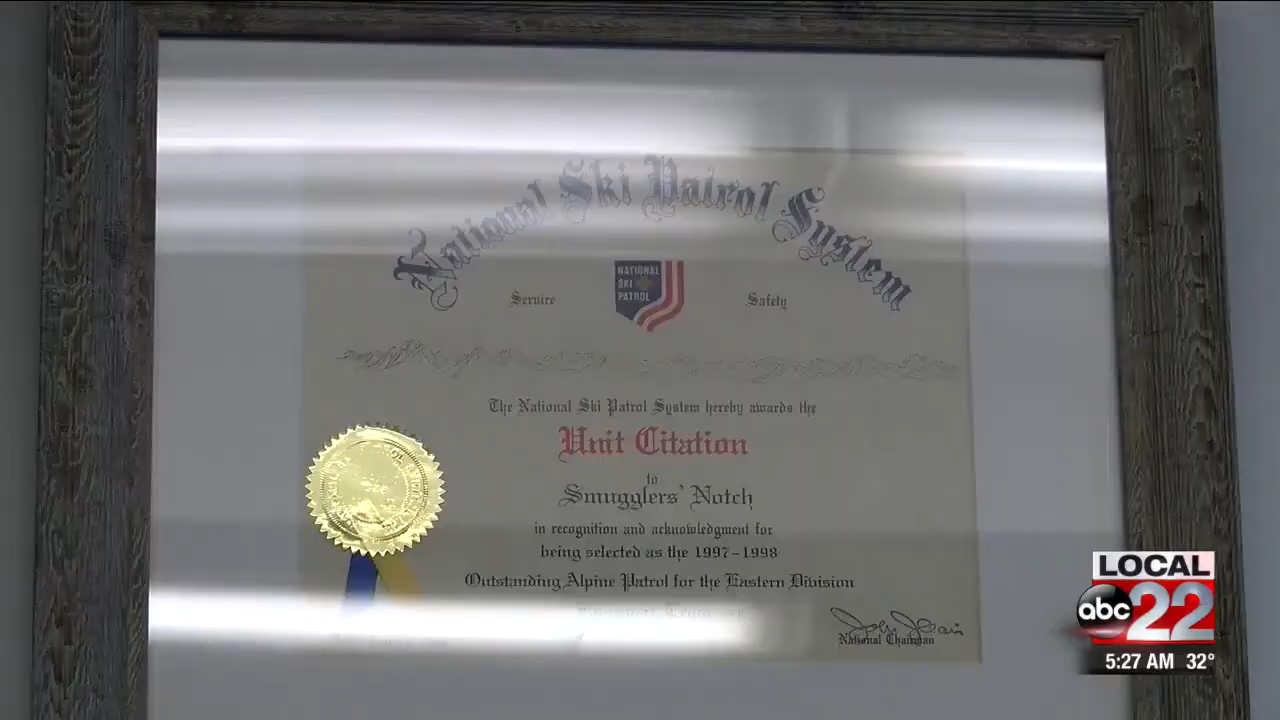 National Ski Patrol System
NATIONAL
SKI
PATROL
Service
Safety
The National Ski Patrol System hereby awards the
Unit Citation
to
Smugglers' Notch
in recognition and acknowledgment for
being selected as the 1997-1998
Outstanding Alpine Patrol for the Eastern Division
National Chairman
LOCAL
abc 22
5:27 AM 32°